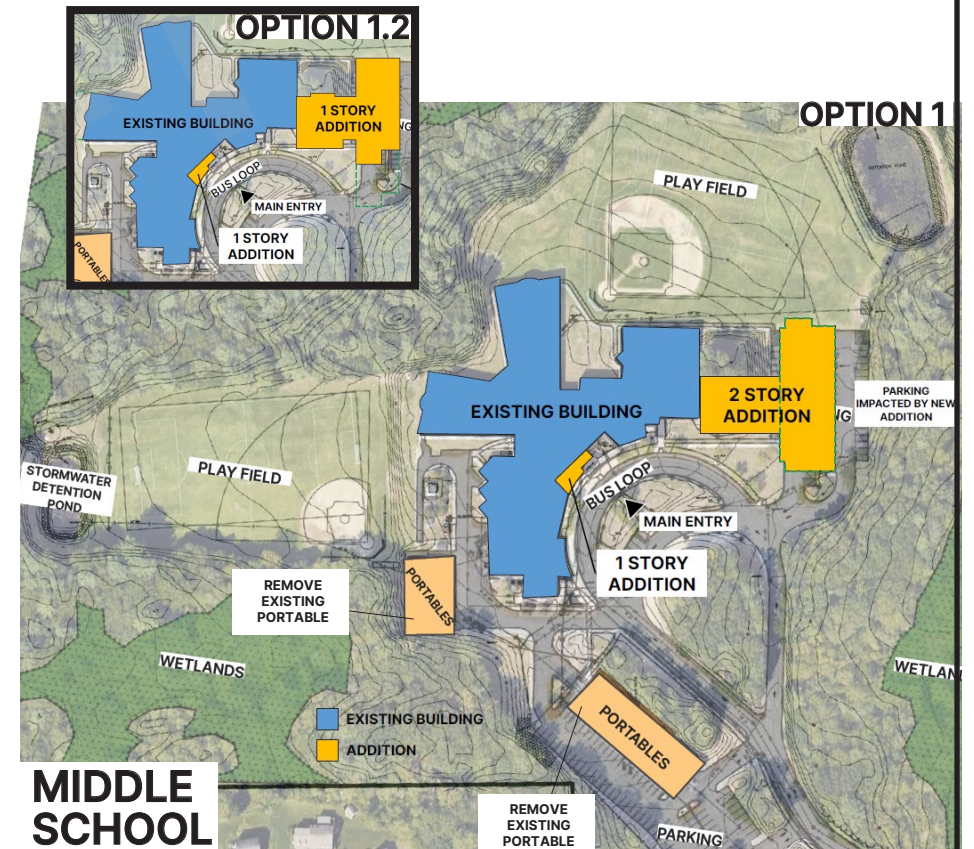 OPTION 1.2
EXISTING BUILDING
1 STORY
ADDITION
NG
BUS LOOP
MAIN ENTRY
1 STORY
ADDITION
PORTABLES
OPTION 1
PLAY FIELD
EXISTING BUILDING
2 STORY
ADDITION
NG
PARKING
IMPACTED BY NEW
ADDITION
PLAY FIELD
STORMWATER
DETENTION
POND
BUS LOOP
MAIN ENTRY
1 STORY
ADDITION
REMOVE
EXISTING
PORTABLE
PORTABLES
WETLANDS
WETLAN
EXISTING BUILDING
ADDITION
PORTABLES
MIDDLE
SCHOOL
REMOVE
EXISTING
PORTABLE
PARKING